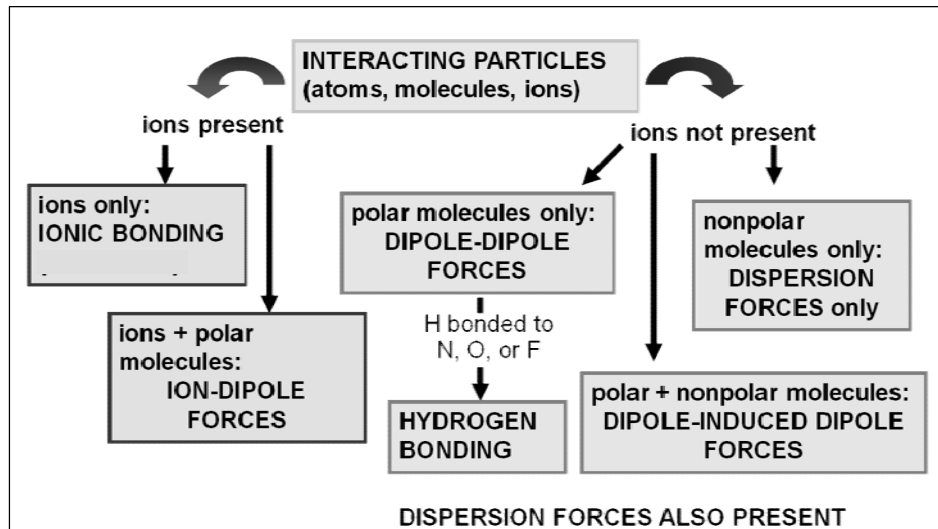 INTERACTING PARTICLES
(atoms, molecules, ions)
ions present
ions not present
ions only:
IONIC BONDING
polar molecules only:
DIPOLE-DIPOLE
FORCES
nonpolar
molecules only:
DISPERSION
FORCES only
ions + polar
molecules:
ION-DIPOLE
FORCES
H bonded to
N, O, or F
HYDROGEN
BONDING
polar + nonpolar molecules:
DIPOLE-INDUCED DIPOLE
FORCES
DISPERSION FORCES ALSO PRESENT